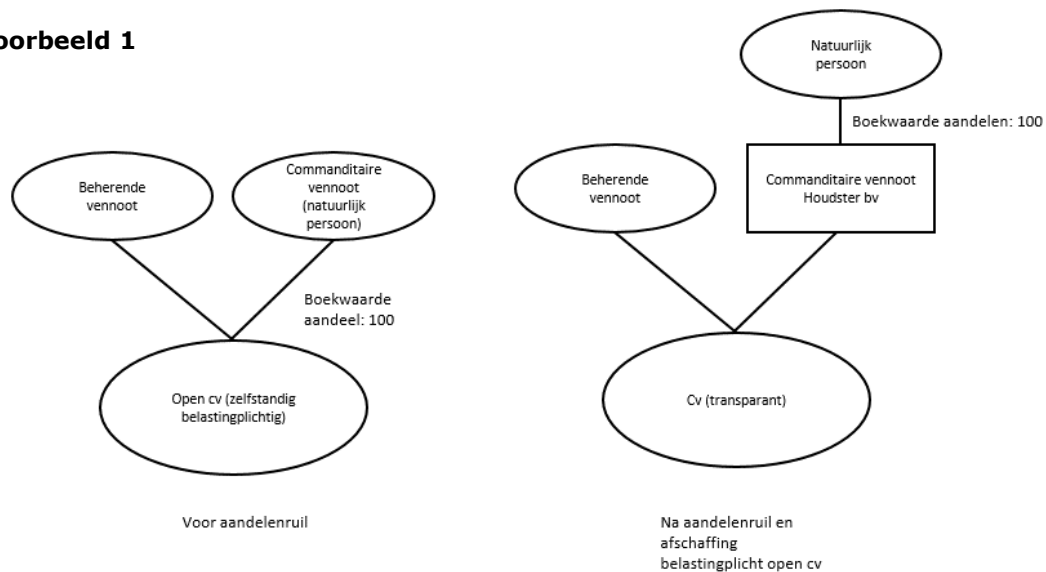 oorbeeld 1
Beherende
vennoot
Commanditaire
vennoot
(natuurlijk
persoon)
Boekwaarde
aandeel: 100
Open cv (zelfstandig
belastingplichtig)
Voor aandelenruil
Natuurlijk
persoon
Boekwaarde aandelen: 100
Beherende
vennoot
Commanditaire vennoot
Houdster bv
Cv (transparant)
Na aandelenruil en
afschaffing
belastingplicht open cv